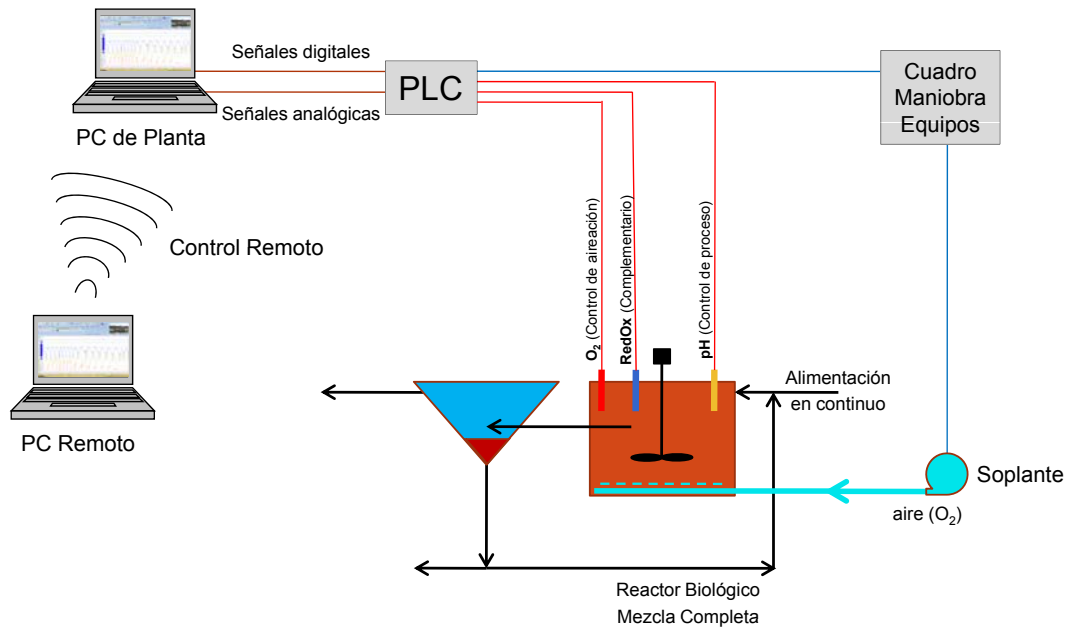 Señales digitales
PLC
Cuadro
Maniobra
Equipos
Señales analógicas
PC de Planta
Control Remoto
PC Remoto
O₂ (Control de aireación)
RedOx (Complementario)
pH (Control de proceso)
Alimentación
en continuo
Soplante
aire (O₂)
Reactor Biológico
Mezcla Completa